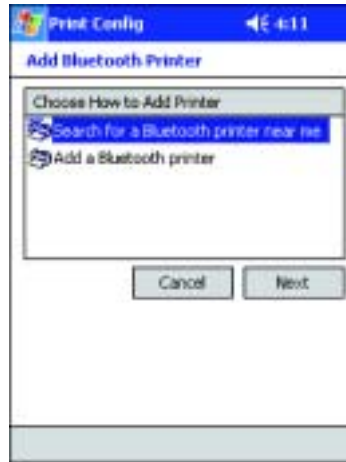 Print Config 4:11
Add Bluetooth Printer
Choose How to Add Printer
Search for a Bluetooth printer near me
Add a Bluetooth printer
Cancel Next